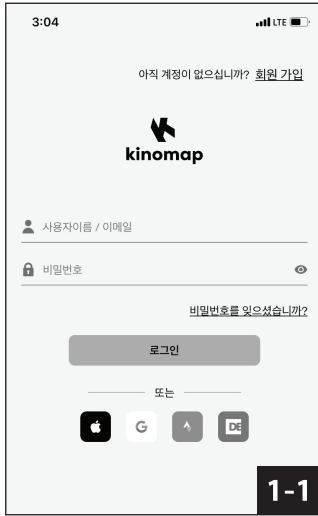 3:04
LTE
아직 계정이 없으십니까? 회원 가입
kinomap
사용자이름 / 이메일
비밀번호
비밀번호를 잊으셨습니까?
로그인
또는
G
DE
1-1